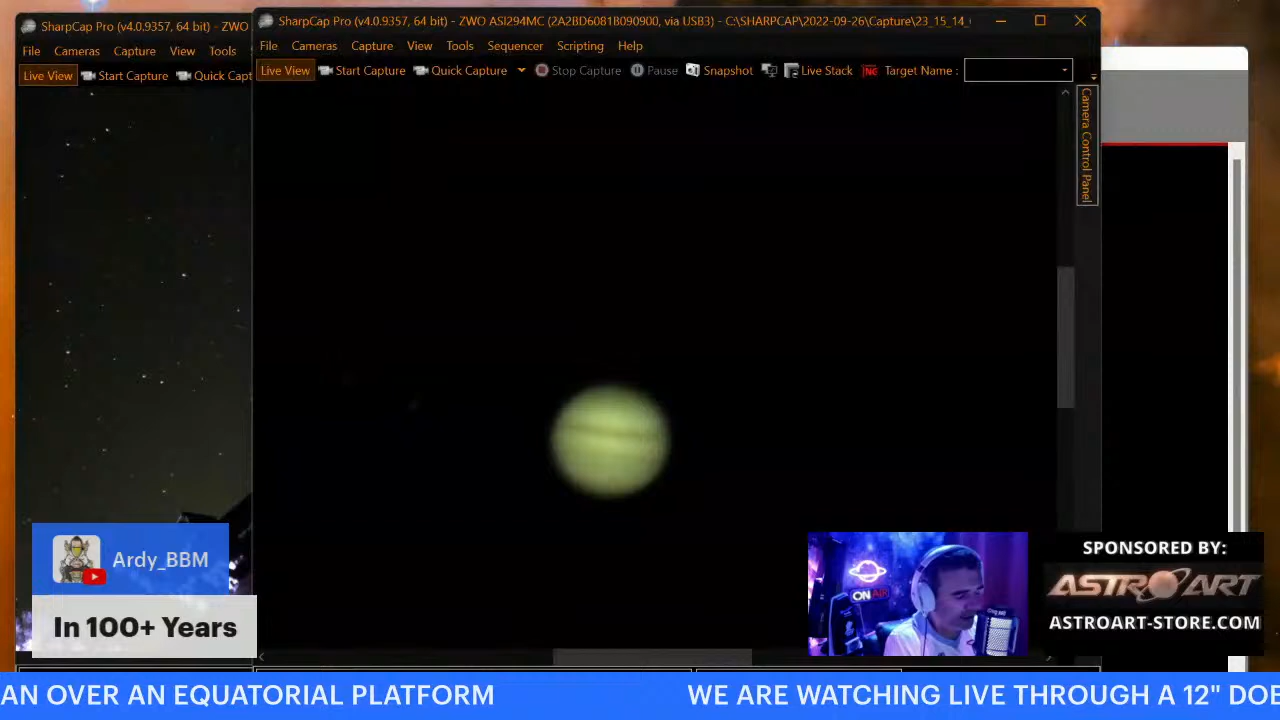 SharpCap Pro (v4.0.9357, 64 bit) - ZWO
File Cameras Capture View Tools
Live View Start Capture Quick Capt
SharpCap Pro (v4.0.9357, 64 bit) - ZWO ASI294MC (2A2BD6081B090900, via USB3) - C:\SHARPCAP\2022-09-26\Capture\23_15_14_
File Cameras Capture View Tools Sequencer Scripting Help
Live View Start Capture Quick Capture Stop Capture Pause Snapshot Live Stack Target Name :
Camera Control Panel
Ardy_BBM
In 100+ Years
ON AIR
SPONSORED BY:
ASTROART
ASTROART-STORE.COM
AN OVER AN EQUATORIAL PLATFORM WE ARE WATCHING LIVE THROUGH A 12" DOB